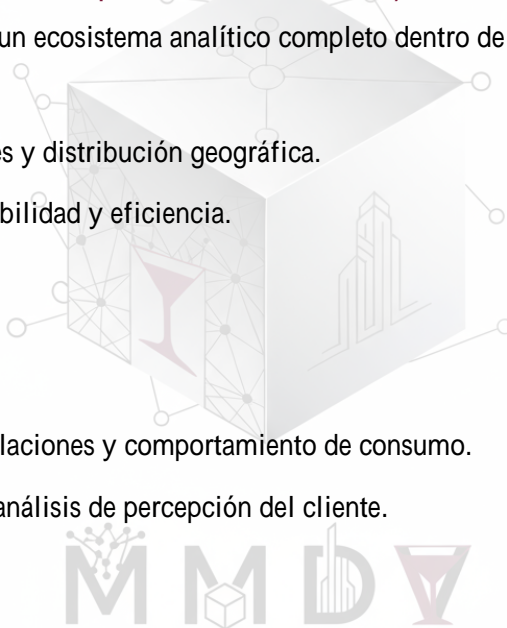 un ecosistema analítico completo dentro de
es y distribución geográfica.
bilidad y eficiencia.
laciones y comportamiento de consumo.
análisis de percepción del cliente.
MMD